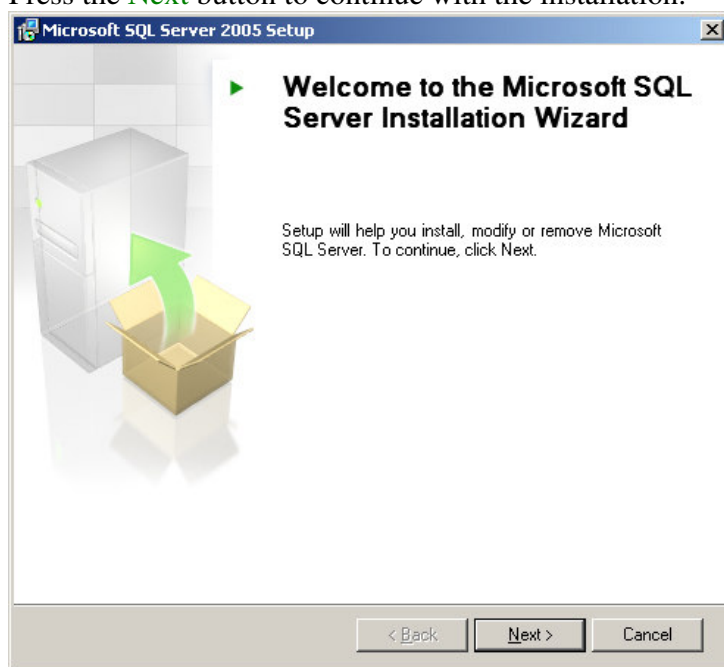 Press the Next button to continue with the installation.
Microsoft SQL Server 2005 Setup
Welcome to the Microsoft SQL
Server Installation Wizard
Setup will help you install, modify or remove Microsoft
SQL Server. To continue, click Next.
< Back Next > Cancel